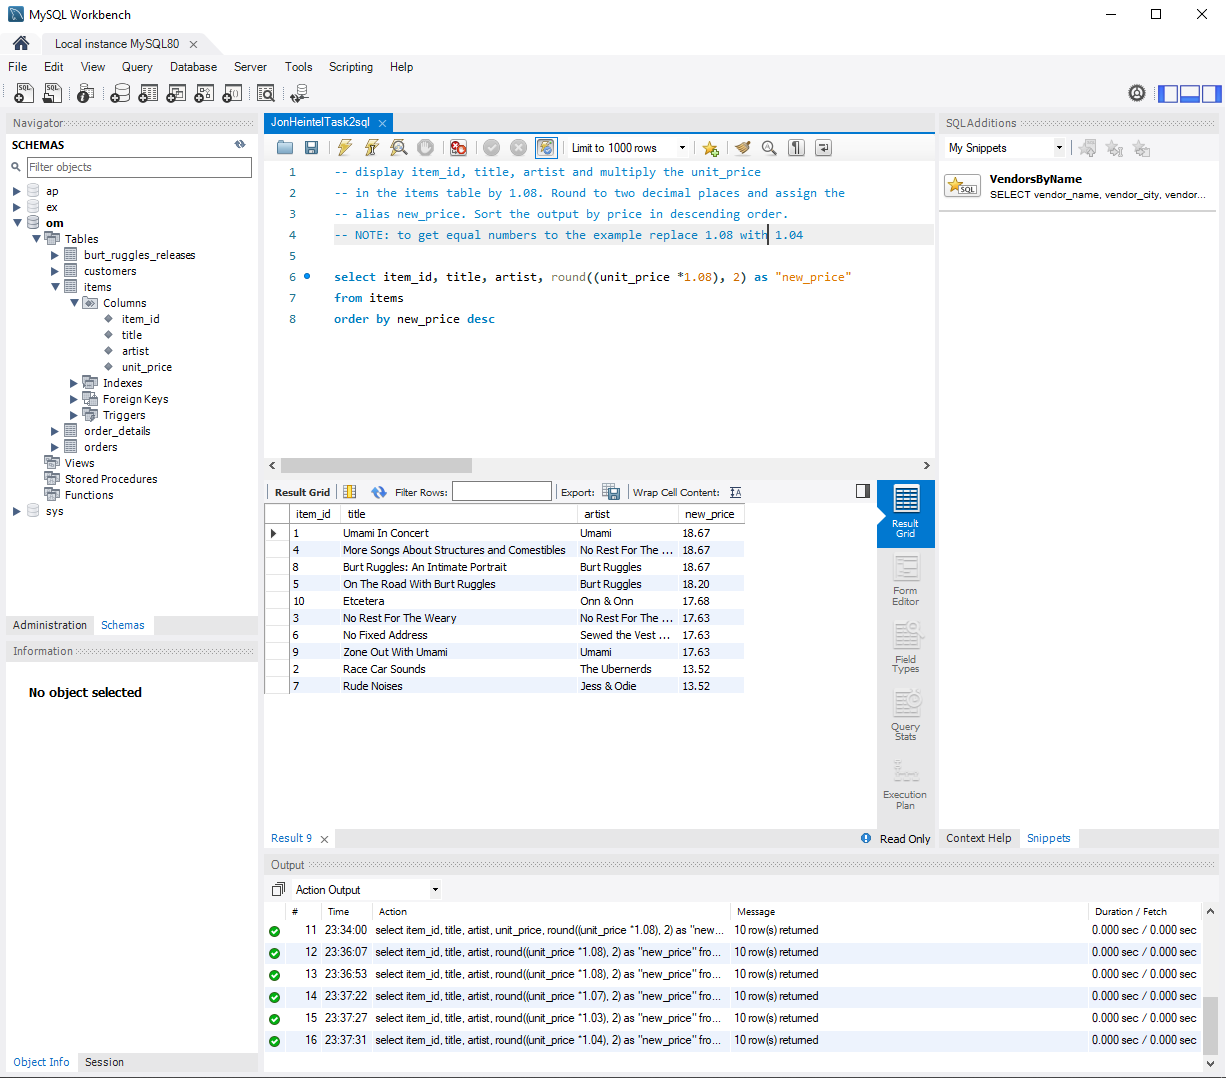 MySQL Workbench
Local instance MySQL80
File Edit View Query Database Server Tools Scripting Help
Navigator
SCHEMAS
Filter objects
ap
ex
om
Tables
burt_ruggles_releases
customers
items
Columns
item_id
title
artist
unit_price
Indexes
Foreign Keys
Triggers
order_details
orders
Views
Stored Procedures
Functions
sys
Administration Schemas
Information
No object selected
Object Info Session
JonHeintelTask2sql
Limit to 1000 rows
1 -- display item_id, title, artist and multiply the unit_price
2 -- in the items table by 1.08. Round to two decimal places and assign the
3 -- alias new_price. Sort the output by price in descending order.
4 -- NOTE: to get equal numbers to the example replace 1.08 with 1.04
5
6 select item_id, title, artist, round((unit_price *1.08), 2) as "new_price"
7 from items
8 order by new_price desc
Result Grid Filter Rows: Export: Wrap Cell Content:
item_id title artist new_price
1 Umami In Concert Umami 18.67
4 More Songs About Structures and Comestibles No Rest For The ... 18.67
8 Burt Ruggles: An Intimate Portrait Burt Ruggles 18.67
5 On The Road With Burt Ruggles Burt Ruggles 18.20
10 Etcetera Onn & Onn 17.68
3 No Rest For The Weary No Rest For The ... 17.63
6 No Fixed Address Sewed the Vest ... 17.63
9 Zone Out With Umami Umami 17.63
2 Race Car Sounds The Ubernerds 13.52
7 Rude Noises Jess & Odie 13.52
Result
Grid
Form
Editor
Field
Types
Query
Stats
Execution
Plan
Result 9
Read Only
SQLAdditions
My Snippets
SQL
VendorsByName
SELECT vendor_name, vendor_city, vendor...
Context Help Snippets
Output
Action Output
# Time Action Message Duration / Fetch
11 23:34:00 select item_id, title, artist, unit_price, round((unit_price *1.08), 2) as "new... 10 row(s) returned 0.000 sec / 0.000 sec
12 23:36:07 select item_id, title, artist, round((unit_price *1.08), 2) as "new_price" fro... 10 row(s) returned 0.000 sec / 0.000 sec
13 23:36:53 select item_id, title, artist, round((unit_price *1.08), 2) as "new_price" fro... 10 row(s) returned 0.000 sec / 0.000 sec
14 23:37:22 select item_id, title, artist, round((unit_price *1.07), 2) as "new_price" fro... 10 row(s) returned 0.000 sec / 0.000 sec
15 23:37:27 select item_id, title, artist, round((unit_price *1.03), 2) as "new_price" fro... 10 row(s) returned 0.000 sec / 0.000 sec
16 23:37:31 select item_id, title, artist, round((unit_price *1.04), 2) as "new_price" fro... 10 row(s) returned 0.000 sec / 0.000 sec